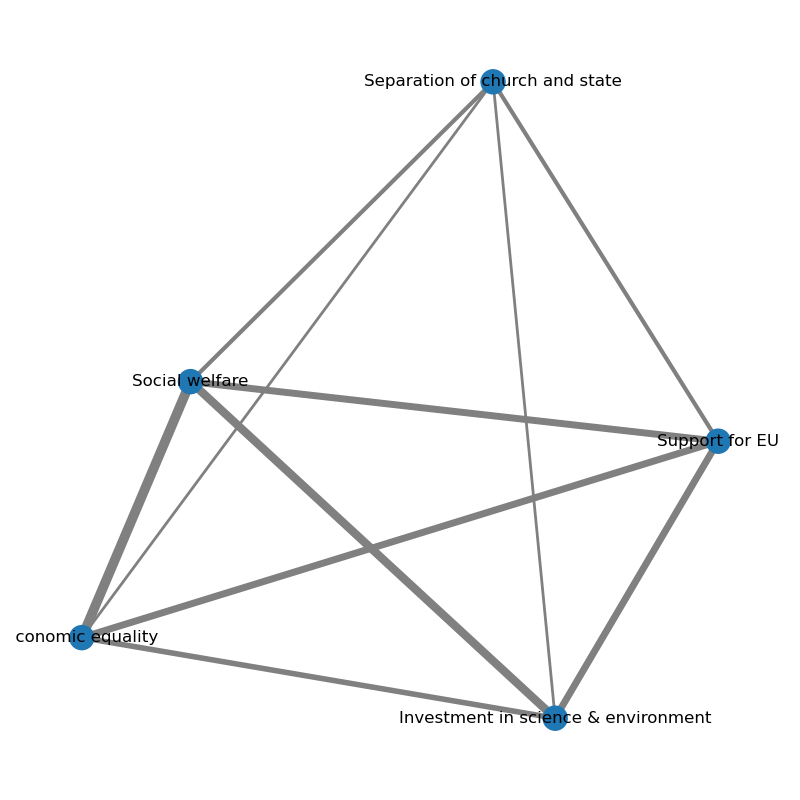 Separation of church and state
Social welfare
Support for EU
conomic equality
Investment in science & environment